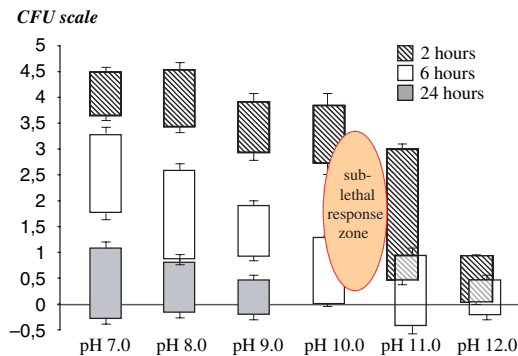 CFU scale
5
4,5
4
3,5
3
2,5
2
1,5
1
0,5
0
–0,5
2 hours
6 hours
24 hours
sub-
lethal
response
zone
pH 7.0 pH 8.0 pH 9.0 pH 10.0 pH 11.0 pH 12.0